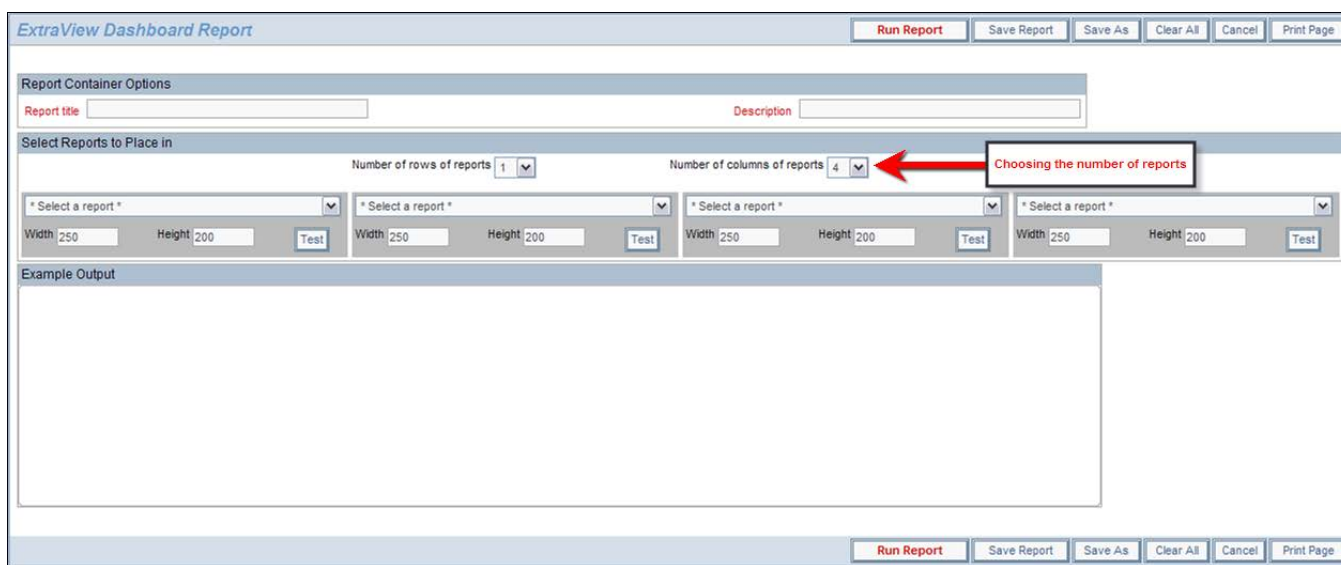 ExtraView Dashboard Report Run Report Save Report Save As Clear All Cancel Print Page
Report Container Options
Report title Description
Select Reports to Place in
Number of rows of reports 1 Number of columns of reports 4 Choosing the number of reports
* Select a report * * Select a report * * Select a report * * Select a report *
Width 250 Height 200 Test Width 250 Height 200 Test Width 250 Height 200 Test Width 250 Height 200 Test
Example Output
Run Report Save Report Save As Clear All Cancel Print Page